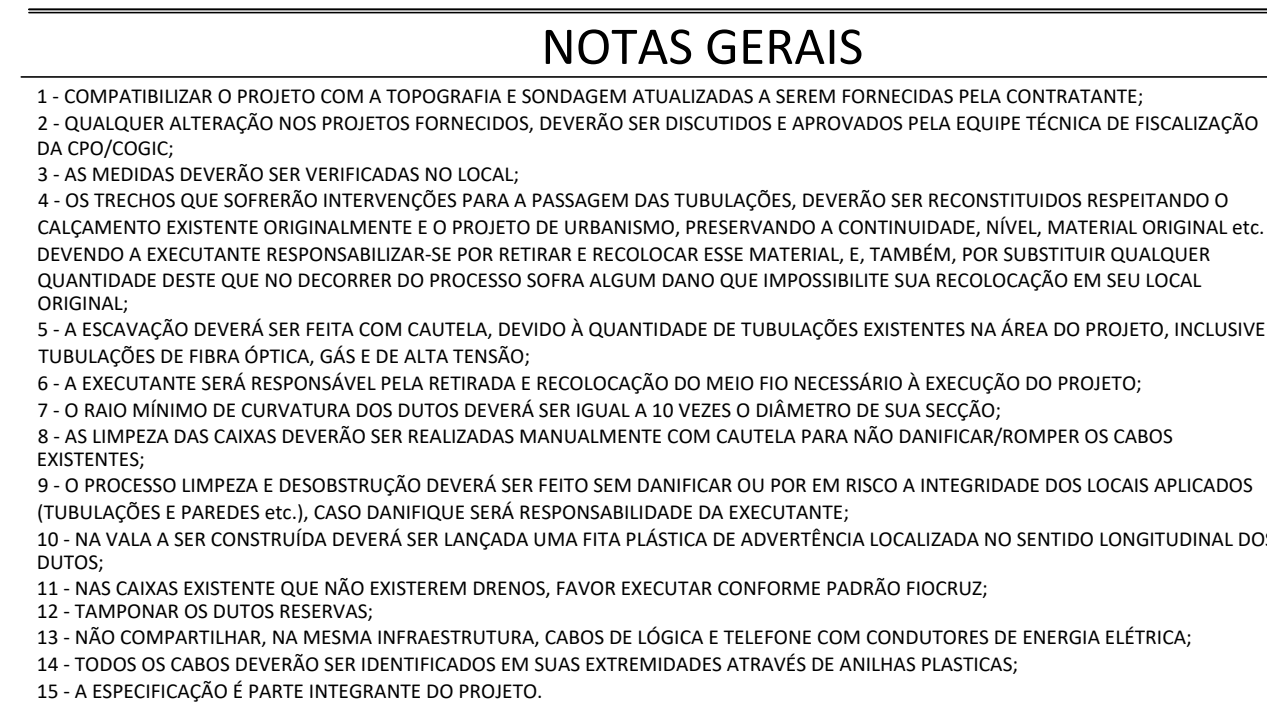 NOTAS GERAIS
1 - COMPATIBILIZAR O PROJETO COM A TOPOGRAFIA E SONDAGEM ATUALIZADAS A SEREM FORNECIDAS PELA CONTRATANTE;
2 - QUALQUER ALTERAÇÃO NOS PROJETOS FORNECIDOS, DEVERÃO SER DISCUTIDOS E APROVADOS PELA EQUIPE TÉCNICA DE FISCALIZAÇÃO
DA CPO/COGIC;
3 - AS MEDIDAS DEVERÃO SER VERIFICADAS NO LOCAL;
4 - OS TRECHOS QUE SOFRERÃO INTERVENÇÕES PARA A PASSAGEM DAS TUBULAÇÕES, DEVERÃO SER RECONSTITUIDOS RESPEITANDO O
CALÇAMENTO EXISTENTE ORIGINALMENTE E O PROJETO DE URBANISMO, PRESERVANDO A CONTINUIDADE, NÍVEL, MATERIAL ORIGINAL etc.
DEVENDO A EXECUTANTE RESPONSABILIZAR-SE POR RETIRAR E RECOLOCAR ESSE MATERIAL, E, TAMBÉM, POR SUBSTITUIR QUALQUER
QUANTIDADE DESTE QUE NO DECORRER DO PROCESSO SOFRA ALGUM DANO QUE IMPOSSIBILITE SUA RECOLOCAÇÃO EM SEU LOCAL
ORIGINAL;
5 - A ESCAVAÇÃO DEVERÁ SER FEITA COM CAUTELA, DEVIDO À QUANTIDADE DE TUBULAÇÕES EXISTENTES NA ÁREA DO PROJETO, INCLUSIVE
TUBULAÇÕES DE FIBRA ÓPTICA, GÁS E DE ALTA TENSÃO;
6 - A EXECUTANTE SERÁ RESPONSÁVEL PELA RETIRADA E RECOLOCAÇÃO DO MEIO FIO NECESSÁRIO À EXECUÇÃO DO PROJETO;
7 - O RAIO MÍNIMO DE CURVATURA DOS DUTOS DEVERÁ SER IGUAL A 10 VEZES O DIÂMETRO DE SUA SECÇÃO;
8 - AS LIMPEZA DAS CAIXAS DEVERÃO SER REALIZADAS MANUALMENTE COM CAUTELA PARA NÃO DANIFICAR/ROMPER OS CABOS
EXISTENTES;
9 - O PROCESSO LIMPEZA E DESOBSTRUÇÃO DEVERÁ SER FEITO SEM DANIFICAR OU POR EM RISCO A INTEGRIDADE DOS LOCAIS APLICADOS
(TUBULAÇÕES E PAREDES etc.), CASO DANIFIQUE SERÁ RESPONSABILIDADE DA EXECUTANTE;
10 - NA VALA A SER CONSTRUÍDA DEVERÁ SER LANÇADA UMA FITA PLÁSTICA DE ADVERTÊNCIA LOCALIZADA NO SENTIDO LONGITUDINAL DOS
DUTOS;
11 - NAS CAIXAS EXISTENTE QUE NÃO EXISTEREM DRENOS, FAVOR EXECUTAR CONFORME PADRÃO FIOCRUZ;
12 - TAMPONAR OS DUTOS RESERVAS;
13 - NÃO COMPARTILHAR, NA MESMA INFRAESTRUTURA, CABOS DE LÓGICA E TELEFONE COM CONDUTORES DE ENERGIA ELÉTRICA;
14 - TODOS OS CABOS DEVERÃO SER IDENTIFICADOS EM SUAS EXTREMIDADES ATRAVÉS DE ANILHAS PLASTICAS;
15 - A ESPECIFICAÇÃO É PARTE INTEGRANTE DO PROJETO.